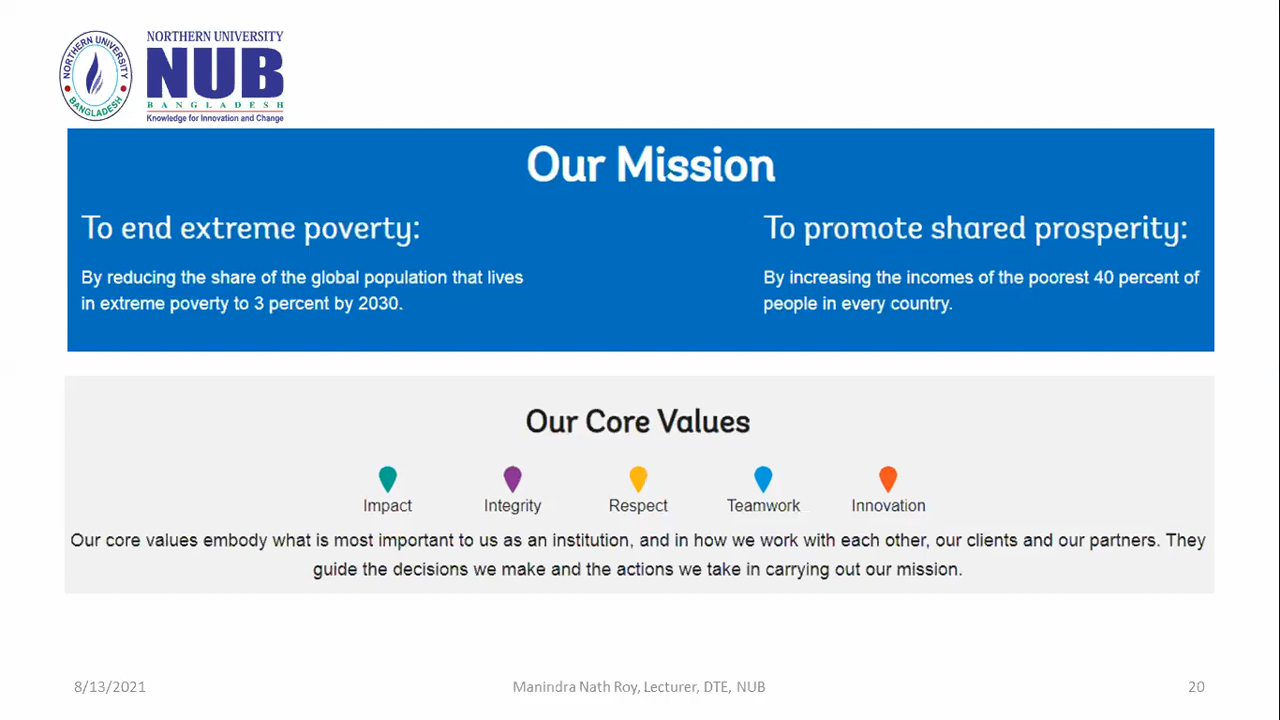 NORTHERN UNIVERSITY
BANGLADESH
NORTHERN UNIVERSITY
NUB
BANGLADESH
Knowledge for Innovation and Change
Our Mission
To end extreme poverty:
By reducing the share of the global population that lives
in extreme poverty to 3 percent by 2030.
To promote shared prosperity:
By increasing the incomes of the poorest 40 percent of
people in every country.
Our Core Values
Impact Integrity Respect Teamwork Innovation
Our core values embody what is most important to us as an institution, and in how we work with each other, our clients and our partners. They
guide the decisions we make and the actions we take in carrying out our mission.
8/13/2021 Manindra Nath Roy, Lecturer, DTE, NUB 20